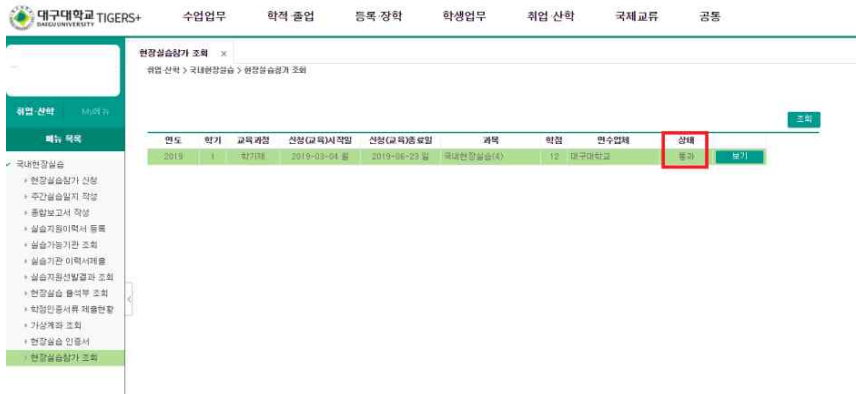 대구대학교 TIGERS+ 수업업무 학적·졸업 등록·장학 학생업무 취업·산학 국제교류 공통
DAEGU UNIVERSITY
현장실습참가 조회 ×
취업·산학 > 국내현장실습 > 현장실습참가 조회
취업·산학 My메뉴
조회
메뉴 목록
연도 학기 교육과정 신청(교육)시작일 신청(교육)종료일 과목 학점 연수업체 상태
2019 1 학기제 2019-03-04 월 2019-06-23 일 국내현장실습(4) 12 대구대학교 통과 보기
국내현장실습
현장실습참가 신청
주간실습일지 작성
종합보고서 작성
실습지원이력서 등록
실습가능기관 조회
실습기관 이력서제출
실습지원선발결과 조회
현장실습 출석부 조회
학점인증서류 제출현황
가상계좌 조회
현장실습 인증서
현장실습참가 조회